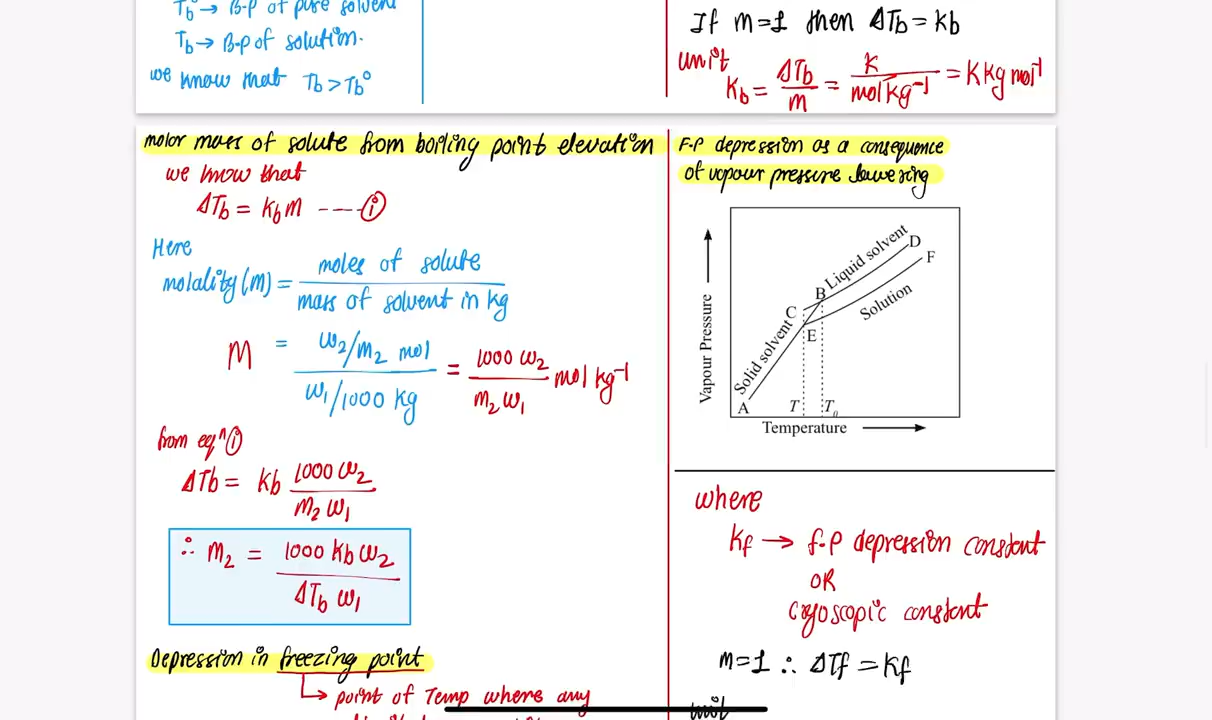 Tb° → B.P of pure solvent
Tb → B.P of solution.
we know that Tb > Tb°
If m=1 then ΔTb = Kb
unit
Kb = ΔTb/m = K/mol kg⁻¹ = K kg mol⁻¹
molar mass of solute from boiling point elevation
we know that
ΔTb = Kb m ---- (i)
Here
molality (m) = moles of solute / mass of solvent in kg
M = W₂/M₂ mol / W₁/1000 kg = 1000 W₂ / M₂ W₁ mol kg⁻¹
from eqⁿ (i)
ΔTb = Kb 1000 W₂ / M₂ W₁
∴ M₂ = 1000 Kb W₂ / ΔTb W₁
Depression in freezing point
↳ point of Temp where any
F.P depression as a consequence
of vapour pressure lowering
Vapour Pressure
Solid solvent
Liquid solvent
Solution
A
B
C
D
E
F
T
T₀
Temperature
where
Kf → f.p depression constant
OR
cryoscopic constant
m=1 ∴ ΔTf = Kf
unit